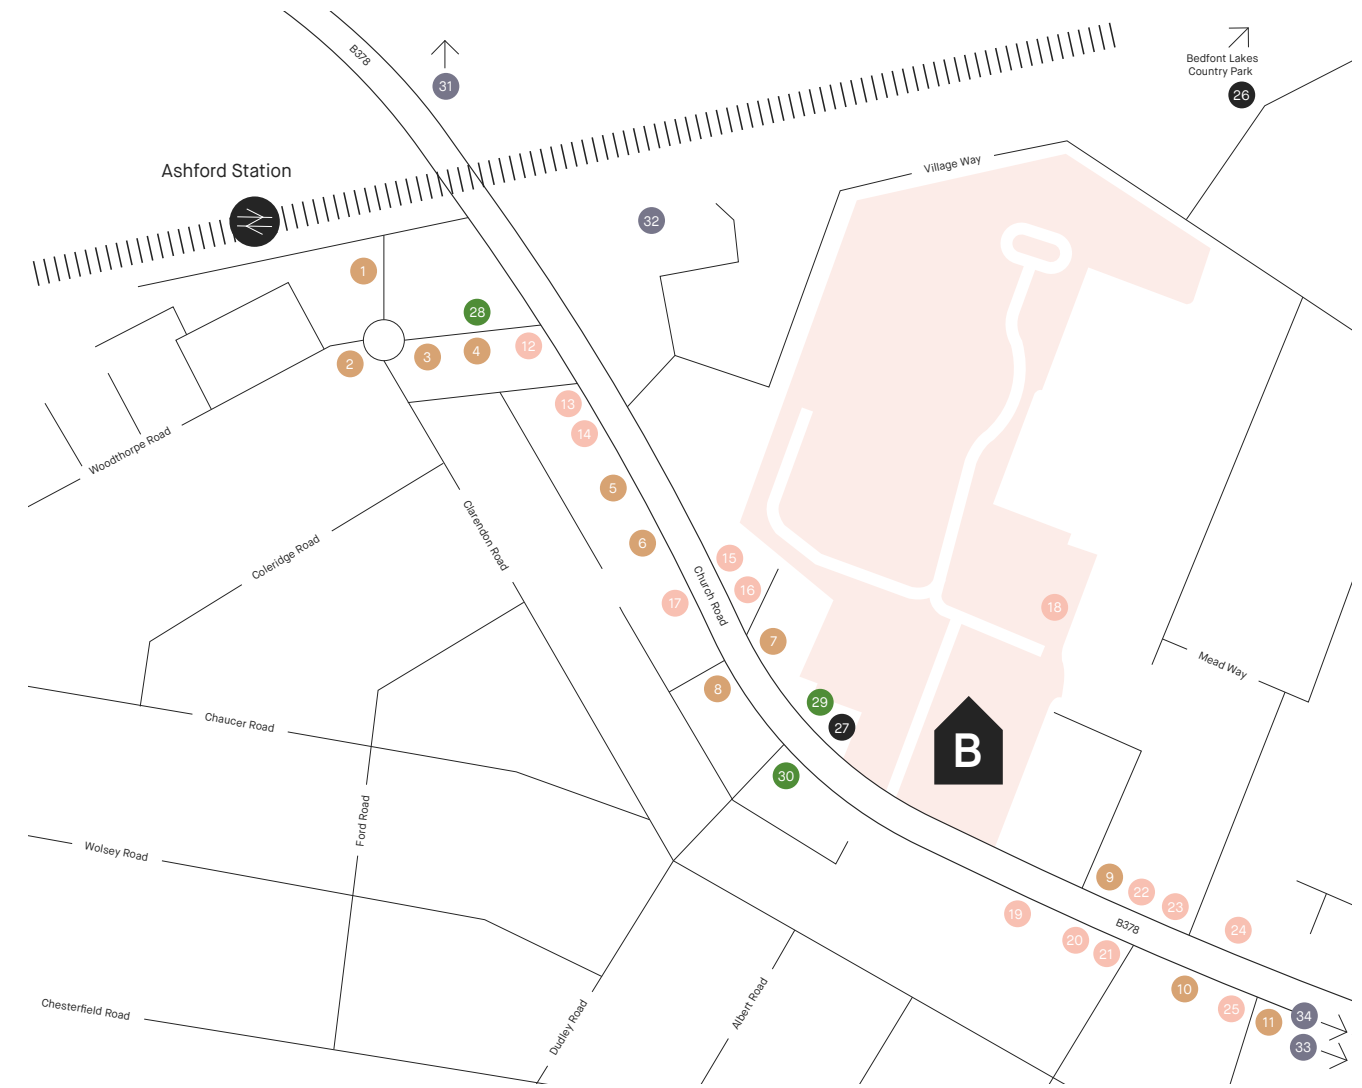 B378
31
Bedfont Lakes
Country Park
26
Ashford Station
Village Way
32
1
28
2
3
4
12
13
14
Woodthorpe Road
5
Clarendon Road
6
Coleridge Road
15
16
17
Church Road
18
7
Mead Way
8
29
27
Chaucer Road
B
30
Ford Road
Wolsey Road
9
22
23
19
B378
24
20
21
10
Chesterfield Road
Dudley Road
Albert Road
25
11
34
33